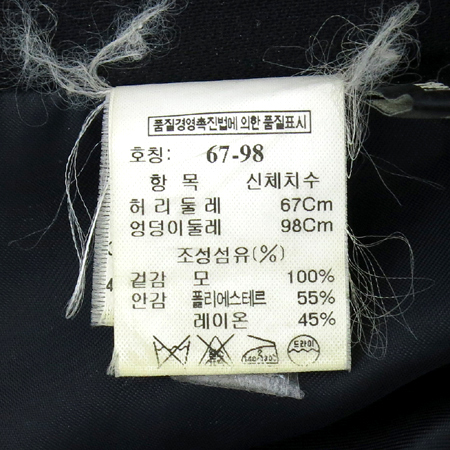 품질경영촉진법에 의한 품질표시
호칭: 67-98
항 목 신체치수
허리둘레 67Cm
엉덩이둘레 98Cm
조성섬유(%)
겉감 모 100%
안감 폴리에스테르 55%
레이온 45%
드라이